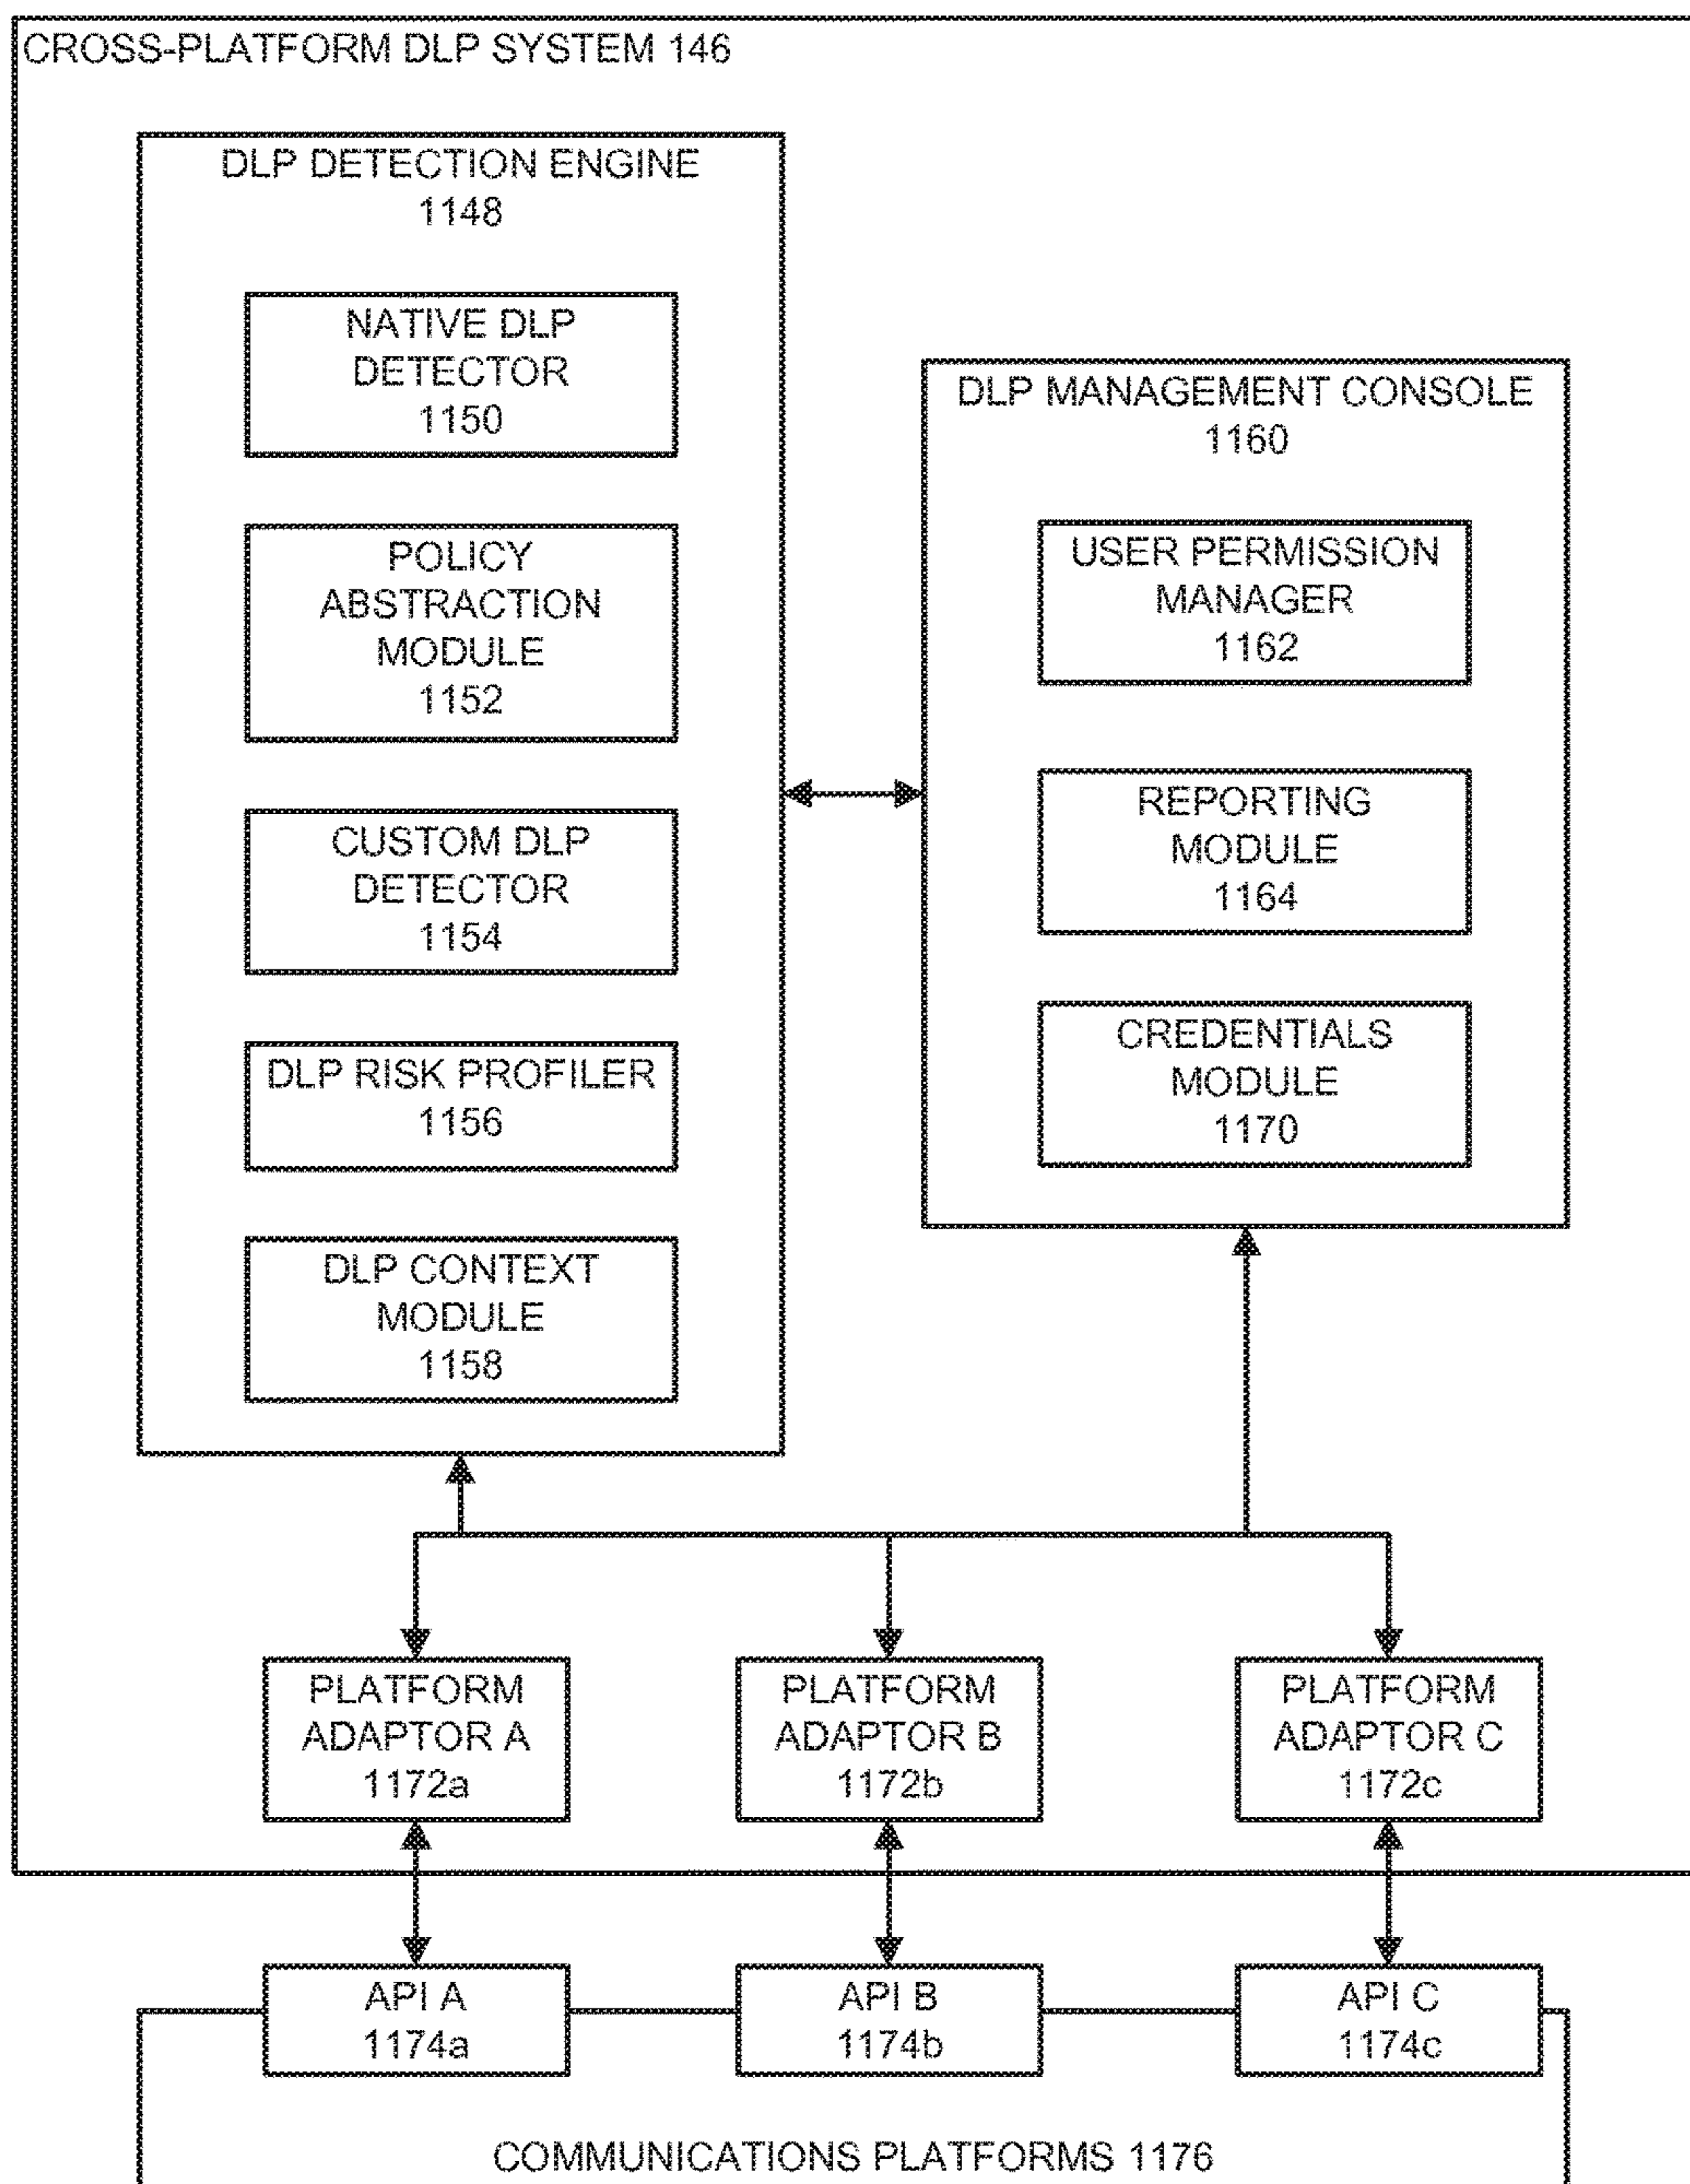 CROSS-PLATFORM DLP SYSTEM 146
DLP DETECTION ENGINE
1148
NATIVE DLP
DETECTOR
1150
POLICY
ABSTRACTION
MODULE
1152
CUSTOM DLP
DETECTOR
1154
DLP RISK PROFILER
1156
DLP CONTEXT
MODULE
1158
DLP MANAGEMENT CONSOLE
1160
USER PERMISSION
MANAGER
1162
REPORTING
MODULE
1164
CREDENTIALS
MODULE
1170
PLATFORM
ADAPTOR A
1172a
PLATFORM
ADAPTOR B
1172b
PLATFORM
ADAPTOR C
1172c
API A
1174a
API B
1174b
API C
1174c
COMMUNICATIONS PLATFORMS 1176